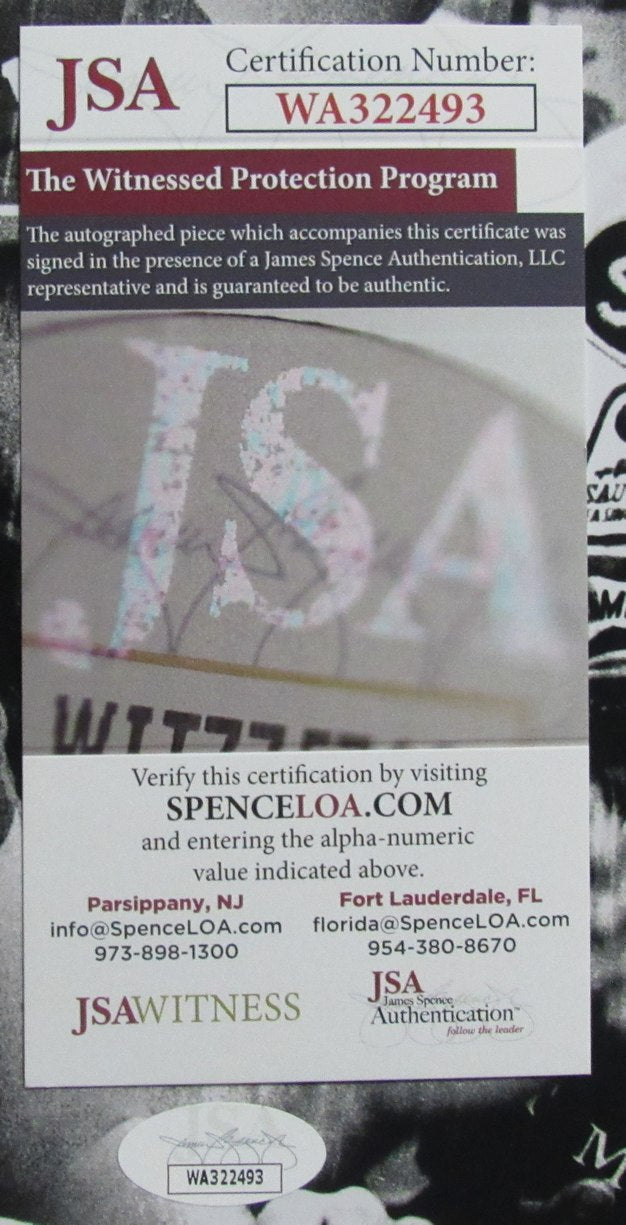 JSA
Certification Number:
WA322493
The Witnessed Protection Program
The autographed piece which accompanies this certificate was
signed in the presence of a James Spence Authentication, LLC
representative and is guaranteed to be authentic.
JSA
Verify this certification by visiting
SPENCELOA.COM
and entering the alpha-numeric
value indicated above.
Parsippany, NJ
info@SpenceLOA.com
973-898-1300
Fort Lauderdale, FL
florida@SpenceLOA.com
954-380-8670
JSAWITNESS
JSA
James Spence
Authentication™
follow the leader
WA322493